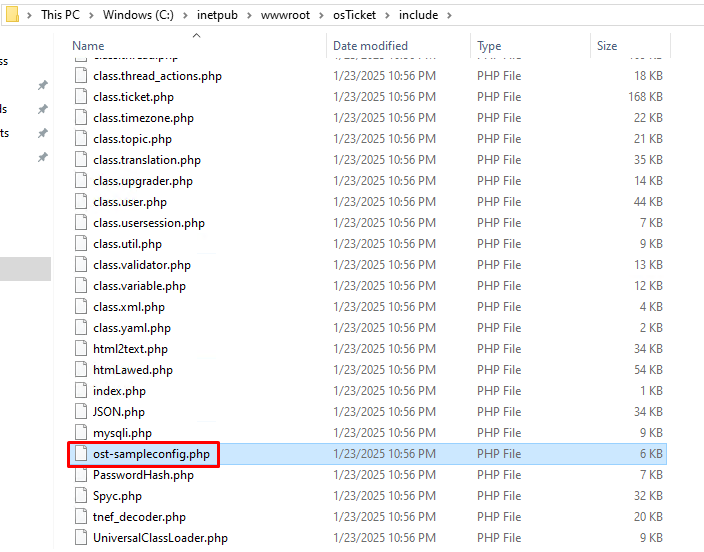 This PC > Windows (C:) > inetpub > wwwroot > osTicket > include >
Name Date modified Type Size
class.thread_actions.php 1/23/2025 10:56 PM PHP File 18 KB
class.ticket.php 1/23/2025 10:56 PM PHP File 168 KB
class.timezone.php 1/23/2025 10:56 PM PHP File 22 KB
class.topic.php 1/23/2025 10:56 PM PHP File 21 KB
class.translation.php 1/23/2025 10:56 PM PHP File 35 KB
class.upgrader.php 1/23/2025 10:56 PM PHP File 14 KB
class.user.php 1/23/2025 10:56 PM PHP File 44 KB
class.usersession.php 1/23/2025 10:56 PM PHP File 7 KB
class.util.php 1/23/2025 10:56 PM PHP File 9 KB
class.validator.php 1/23/2025 10:56 PM PHP File 13 KB
class.variable.php 1/23/2025 10:56 PM PHP File 12 KB
class.xml.php 1/23/2025 10:56 PM PHP File 4 KB
class.yaml.php 1/23/2025 10:56 PM PHP File 2 KB
html2text.php 1/23/2025 10:56 PM PHP File 34 KB
htmLawed.php 1/23/2025 10:56 PM PHP File 54 KB
index.php 1/23/2025 10:56 PM PHP File 1 KB
JSON.php 1/23/2025 10:56 PM PHP File 34 KB
mysqli.php 1/23/2025 10:56 PM PHP File 9 KB
ost-sampleconfig.php 1/23/2025 10:56 PM PHP File 6 KB
PasswordHash.php 1/23/2025 10:56 PM PHP File 7 KB
Spyc.php 1/23/2025 10:56 PM PHP File 32 KB
tnef_decoder.php 1/23/2025 10:56 PM PHP File 20 KB
UniversalClassLoader.php 1/23/2025 10:56 PM PHP File 8 KB